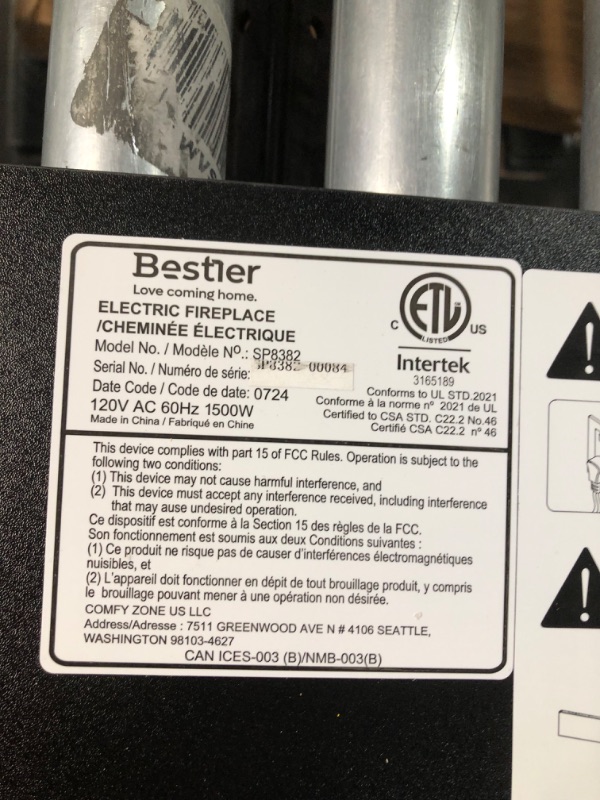 Bestier
Love coming home.
ELECTRIC FIREPLACE
/CHEMINÉE ÉLECTRIQUE
Model No. / Modèle Nº.: SP8382
Serial No. / Numéro de série: SP8382-00084
Date Code / Code de date: 0724
120V AC 60Hz 1500W
Made in China / Fabriqué en Chine
ETL
LISTED
C US
Intertek
3165189
Conforms to UL STD.2021
Conforme à la norme nº 2021 de UL
Certified to CSA STD. C22.2 No.46
Certifié CSA C22.2 nº 46
This device complies with part 15 of FCC Rules. Operation is subject to the
following two conditions:
(1) This device may not cause harmful interference, and
(2) This device must accept any interference received, including interference
that may ause undesired operation.
Ce dispositif est conforme à la Section 15 des règles de la FCC.
Son fonctionnement est soumis aux deux Conditions suivantes :
(1) Ce produit ne risque pas de causer d'interférences électromagnétiques
nuisibles, et
(2) L'appareil doit fonctionner en dépit de tout brouillage produit, y compris
le brouillage pouvant mener à une opération non désirée.
COMFY ZONE US LLC
Address/Adresse : 7511 GREENWOOD AVE N # 4106 SEATTLE,
WASHINGTON 98103-4627
CAN ICES-003 (B)/NMB-003(B)